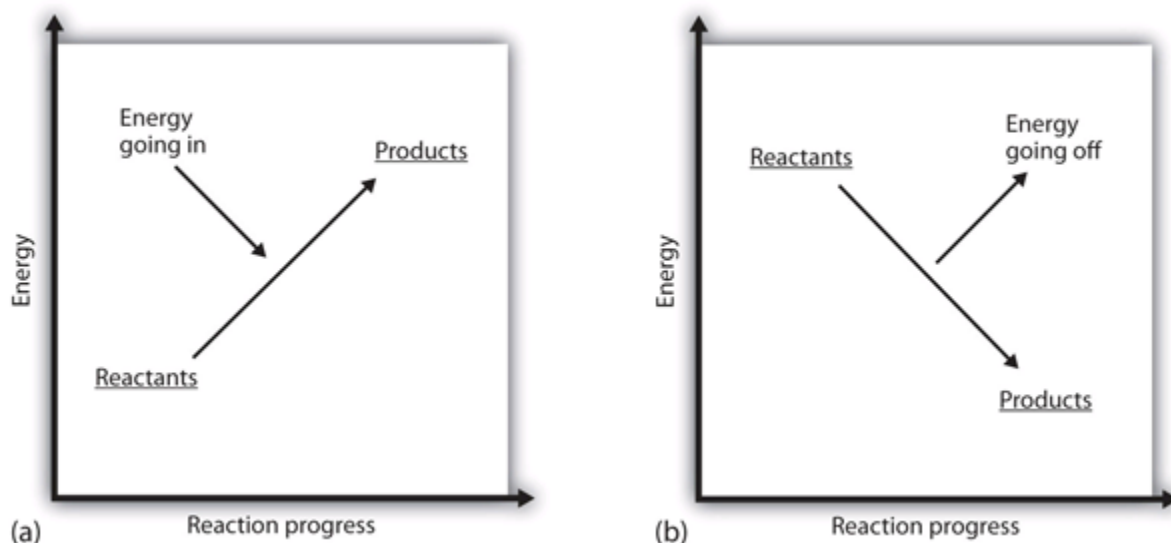 Energy
going in
Products
Reactants
Energy
Reaction progress
(a)
Reactants
Energy
going off
Products
Energy
Reaction progress
(b)